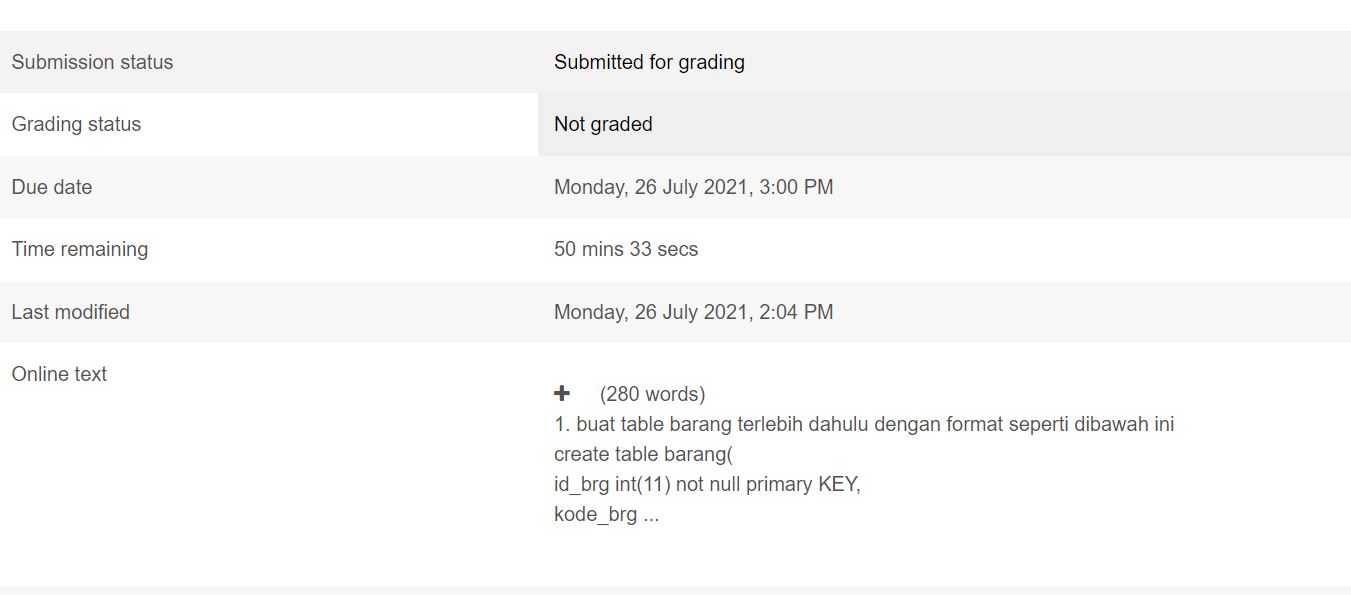 Submission status Submitted for grading
Grading status Not graded
Due date Monday, 26 July 2021, 3:00 PM
Time remaining 50 mins 33 secs
Last modified Monday, 26 July 2021, 2:04 PM
Online text
(280 words)
1. buat table barang terlebih dahulu dengan format seperti dibawah ini
create table barang(
id_brg int(11) not null primary KEY,
kode_brg ...